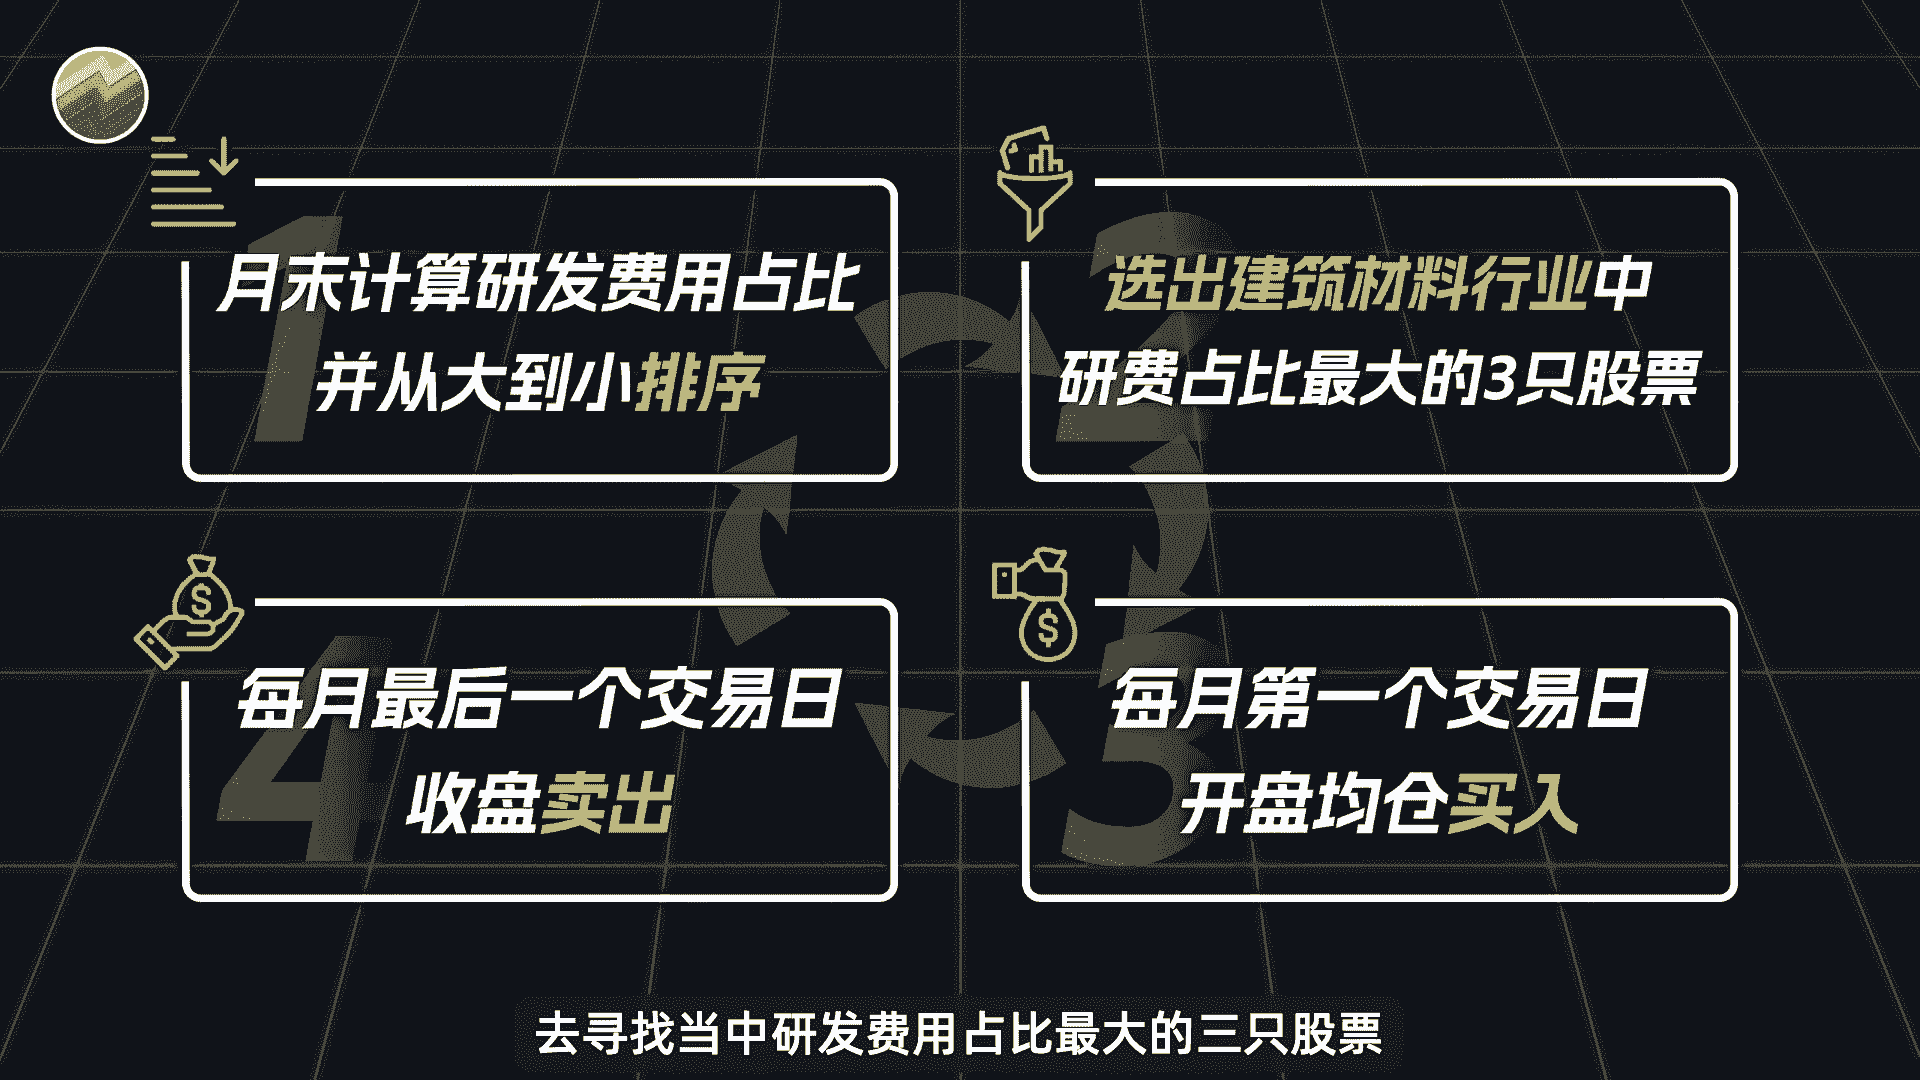 1
月末计算研发费用占比
并从大到小排序
2
选出建筑材料行业中
研费占比最大的3只股票
4
每月最后一个交易日
收盘卖出
3
每月第一个交易日
开盘均仓买入
去寻找当中研发费用占比最大的三只股票